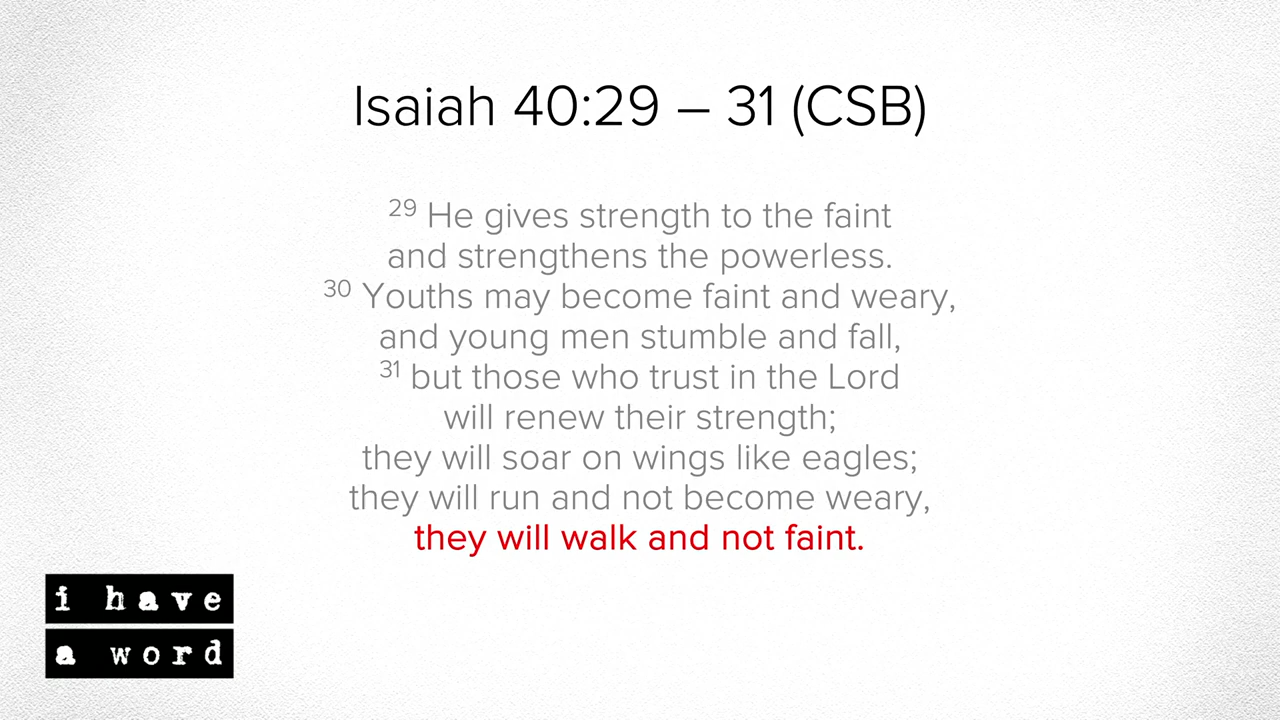 Isaiah 40:29 – 31 (CSB)
29 He gives strength to the faint
and strengthens the powerless.
30 Youths may become faint and weary,
and young men stumble and fall,
31 but those who trust in the Lord
will renew their strength;
they will soar on wings like eagles;
they will run and not become weary,
they will walk and not faint.
i have
a word